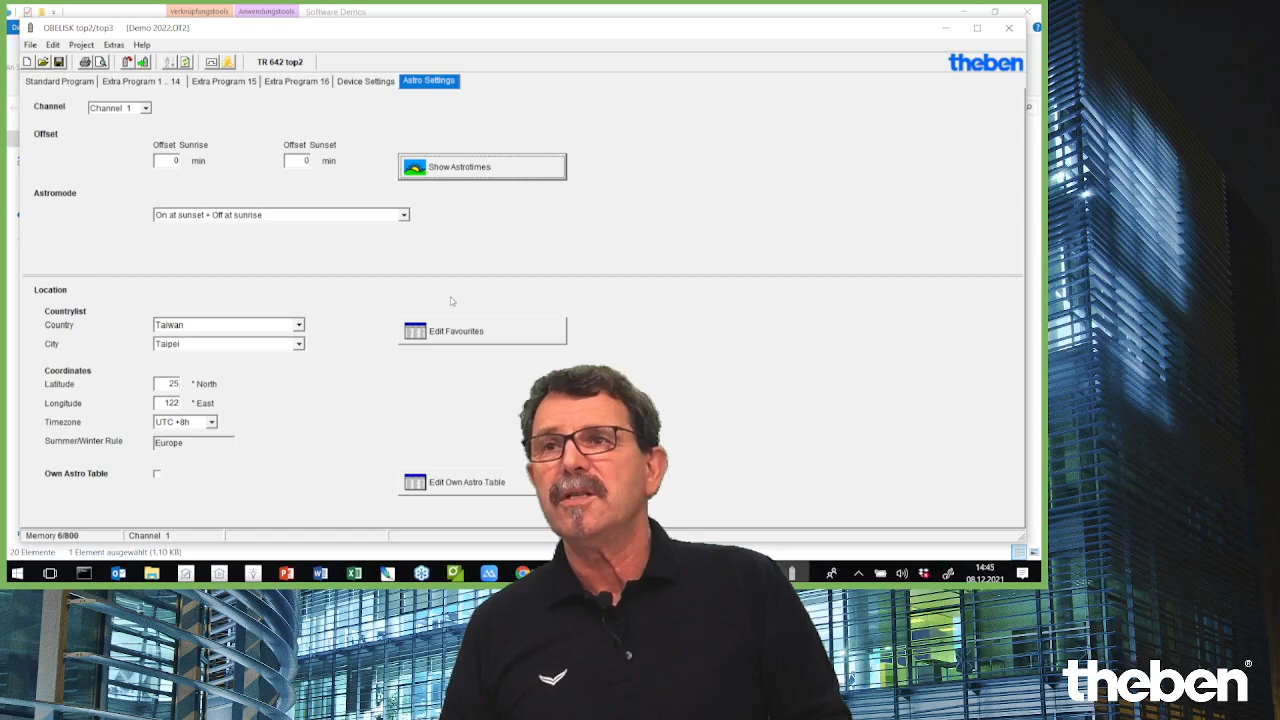 Verknüpfungstools Anwendungstools Software Demos
OBELISK top2/top3 [Demo 2022.OT2]
File Edit Project Extras Help
TR 642 top2
theben
Standard Program Extra Program 1 .. 14 Extra Program 15 Extra Program 16 Device Settings Astro Settings
Channel Channel 1
Offset
Offset Sunrise Offset Sunset
0 min 0 min
Show Astrotimes
Astromode
On at sunset + Off at sunrise
Location
Countrylist
Country Taiwan
Edit Favourites
City Taipei
Coordinates
Latitude 25 ° North
Longitude 122 ° East
Timezone UTC +8h
Summer/Winter Rule Europe
Own Astro Table
Edit Own Astro Table
Memory 6/800 Channel 1
20 Elemente 1 Element ausgewählt (1,10 KB)
14:45
08.12.2021
theben®